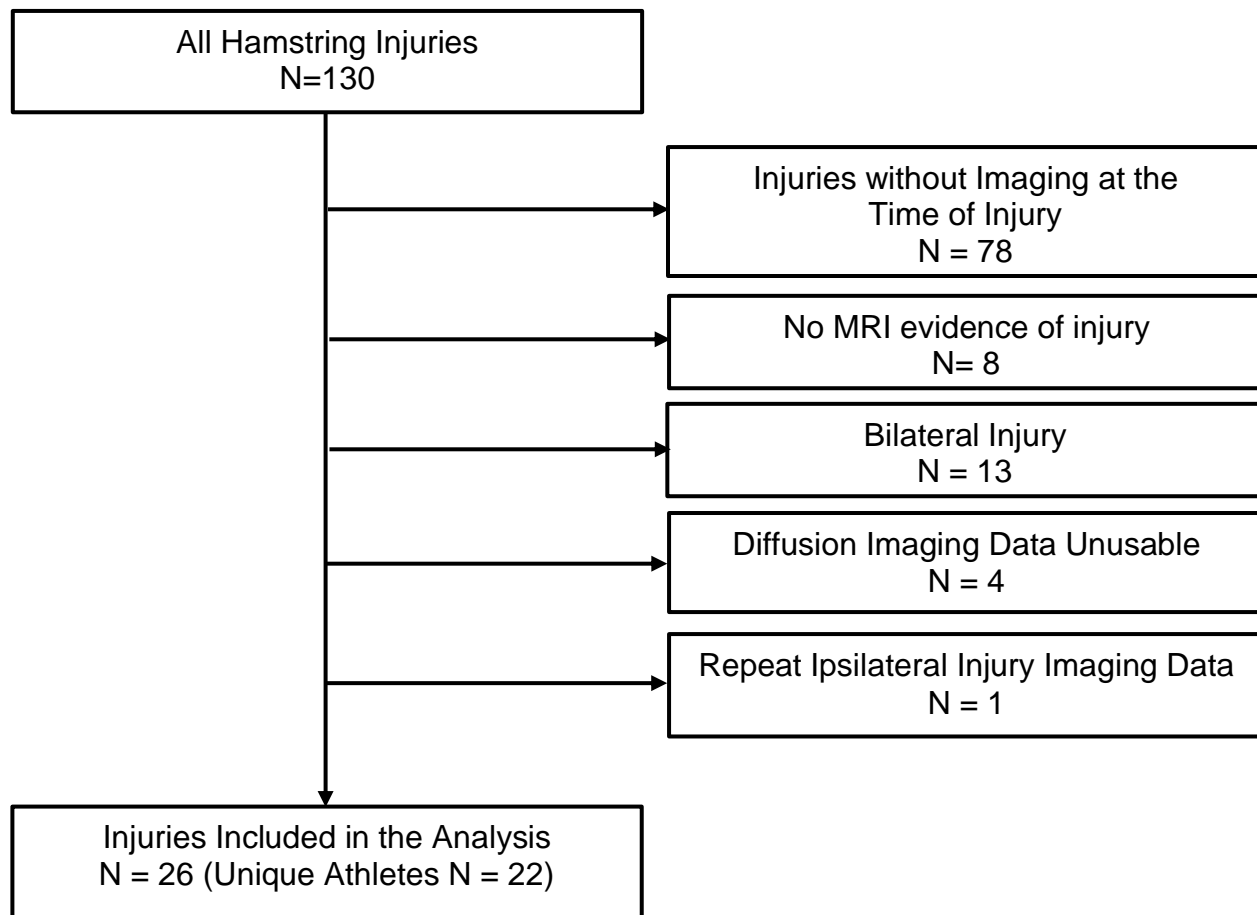 All Hamstring Injuries
N=130
Injuries without Imaging at the
Time of Injury
N = 78
No MRI evidence of injury
N= 8
Bilateral Injury
N = 13
Diffusion Imaging Data Unusable
N = 4
Repeat Ipsilateral Injury Imaging Data
N = 1
Injuries Included in the Analysis
N = 26 (Unique Athletes N = 22)